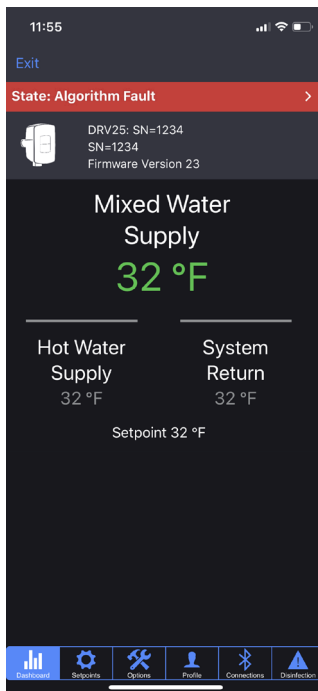 11:55
Exit
State: Algorithm Fault
DRV25: SN=1234
SN=1234
Firmware Version 23
Mixed Water
Supply
32 °F
Hot Water
Supply
32 °F
System
Return
32 °F
Setpoint 32 °F
Dashboard
Setpoints
Options
Profile
Connections
Disinfection